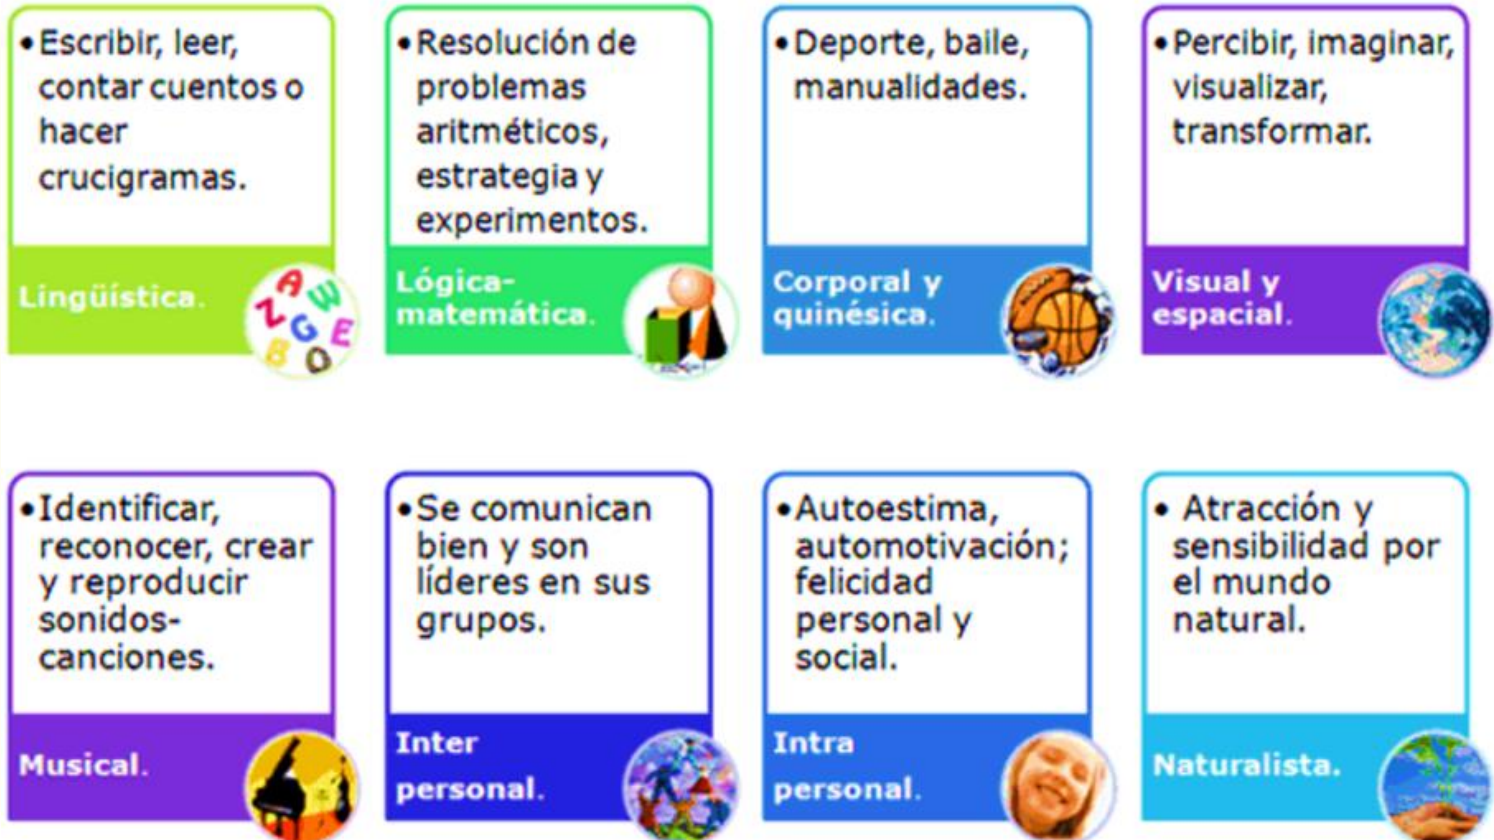 •Escribir, leer,
contar cuentos o
hacer
crucigramas.
Lingüística.
•Resolución de
problemas
aritméticos,
estrategia y
experimentos.
Lógica-
matemática.
•Deporte, baile,
manualidades.
Corporal y
quinésica.
•Percibir, imaginar,
visualizar,
transformar.
Visual y
espacial.
•Identificar,
reconocer, crear
y reproducir
sonidos-
canciones.
Musical.
•Se comunican
bien y son
líderes en sus
grupos.
Inter
personal.
•Autoestima,
automotivación;
felicidad
personal y
social.
Intra
personal.
• Atracción y
sensibilidad por
el mundo
natural.
Naturalista.
A
W
Z
G
E
B
O